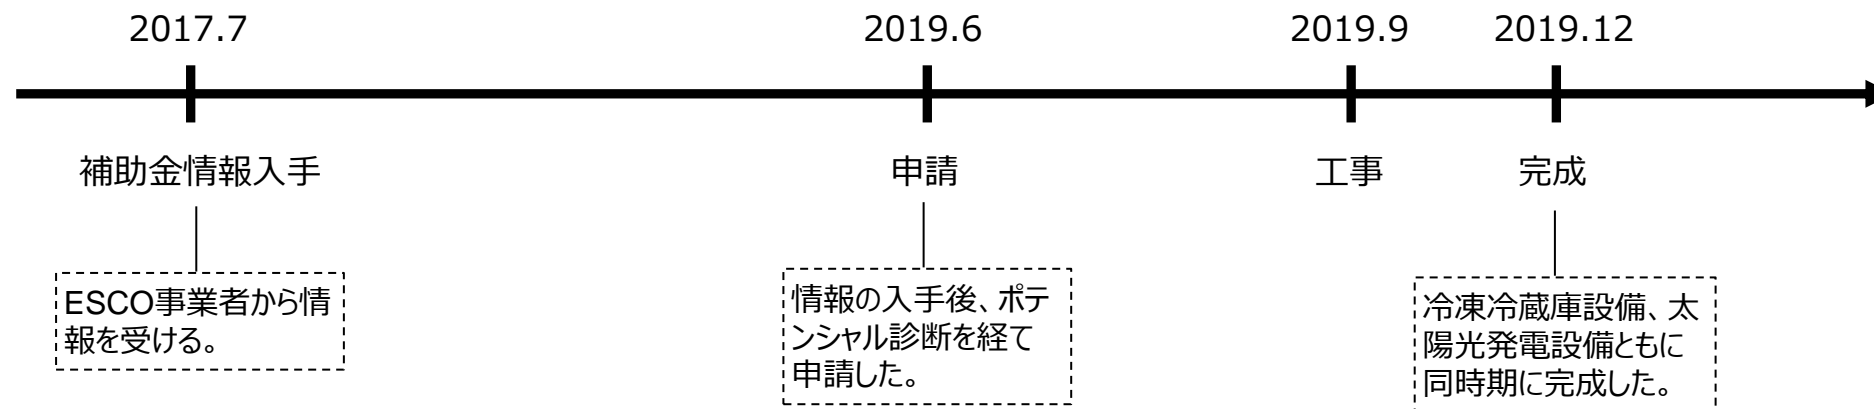 2017.7
2019.6
2019.9
2019.12
補助金情報入手
申請
工事
完成
ESCO事業者から情
報を受ける。
情報の入手後、ポテ
ンシャル診断を経て
申請した。
冷凍冷蔵庫設備、太
陽光発電設備ともに
同時期に完成した。